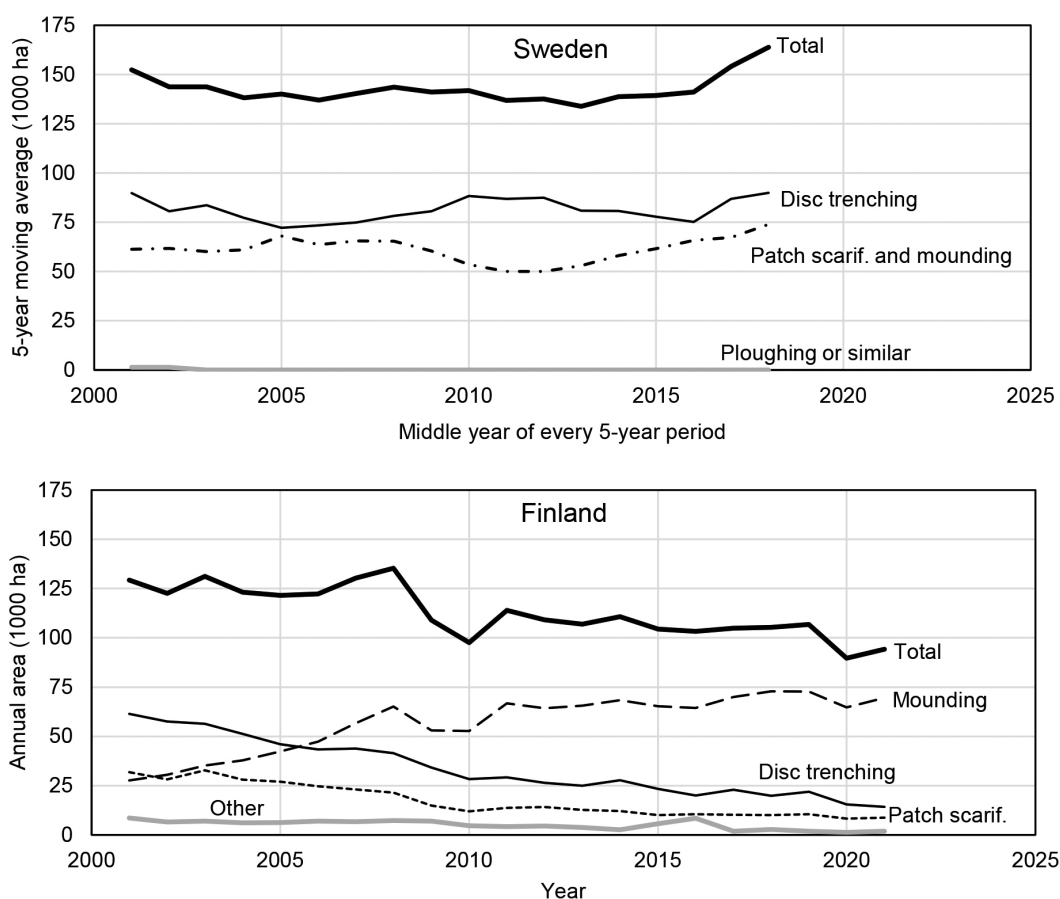 Sweden
5-year moving average (1000 ha)
175
150
125
100
75
50
25
0
Total
Disc trenching
Patch scarif. and mounding
Ploughing or similar
2000 2005 2010 2015 2020 2025
Middle year of every 5-year period
Finland
Annual area (1000 ha)
175
150
125
100
75
50
25
0
Total
Mounding
Disc trenching
Patch scarif.
Other
2000 2005 2010 2015 2020 2025
Year